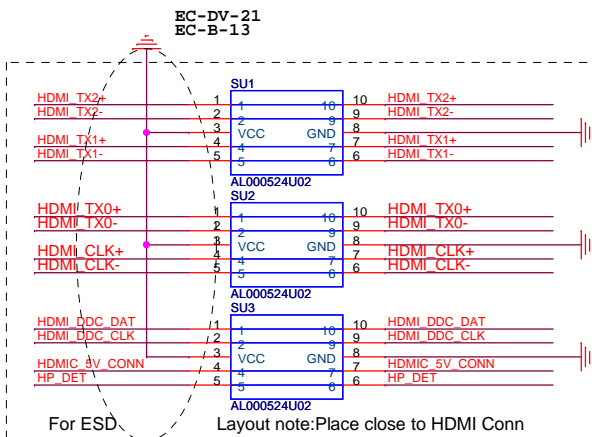 EC-DV-21
EC-B-13
SU1
HDMI_TX2+ 1 1 10 10 HDMI_TX2+
HDMI_TX2- 2 2 9 9 HDMI_TX2-
3 VCC GND 8
HDMI_TX1+ 4 4 7 7 HDMI_TX1+
HDMI_TX1- 5 5 6 6 HDMI_TX1-
AL000524U02
SU2
HDMI_TX0+ 1 1 10 10 HDMI_TX0+
HDMI_TX0- 2 2 9 9 HDMI_TX0-
3 VCC GND 8
HDMI_CLK+ 4 4 7 7 HDMI_CLK+
HDMI_CLK- 5 5 6 6 HDMI_CLK-
AL000524U02
SU3
HDMI_DDC_DAT 1 1 10 10 HDMI_DDC_DAT
HDMI_DDC_CLK 2 2 9 9 HDMI_DDC_CLK
3 VCC GND 8
HDMIC_5V_CONN 4 4 7 7 HDMIC_5V_CONN
HP_DET 5 5 6 6 HP_DET
AL000524U02
For ESD Layout note:Place close to HDMI Conn